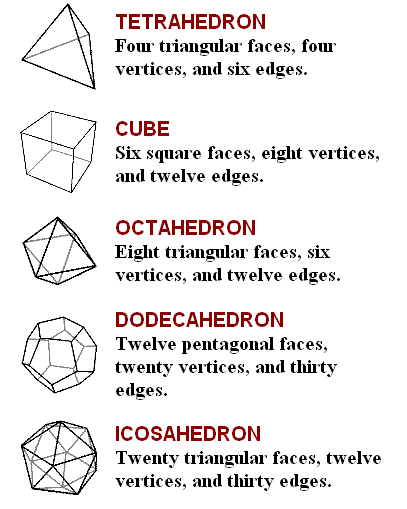 TETRAHEDRON
Four triangular faces, four
vertices, and six edges.
CUBE
Six square faces, eight vertices,
and twelve edges.
OCTAHEDRON
Eight triangular faces, six
vertices, and twelve edges.
DODECAHEDRON
Twelve pentagonal faces,
twenty vertices, and thirty
edges.
ICOSAHEDRON
Twenty triangular faces, twelve
vertices, and thirty edges.